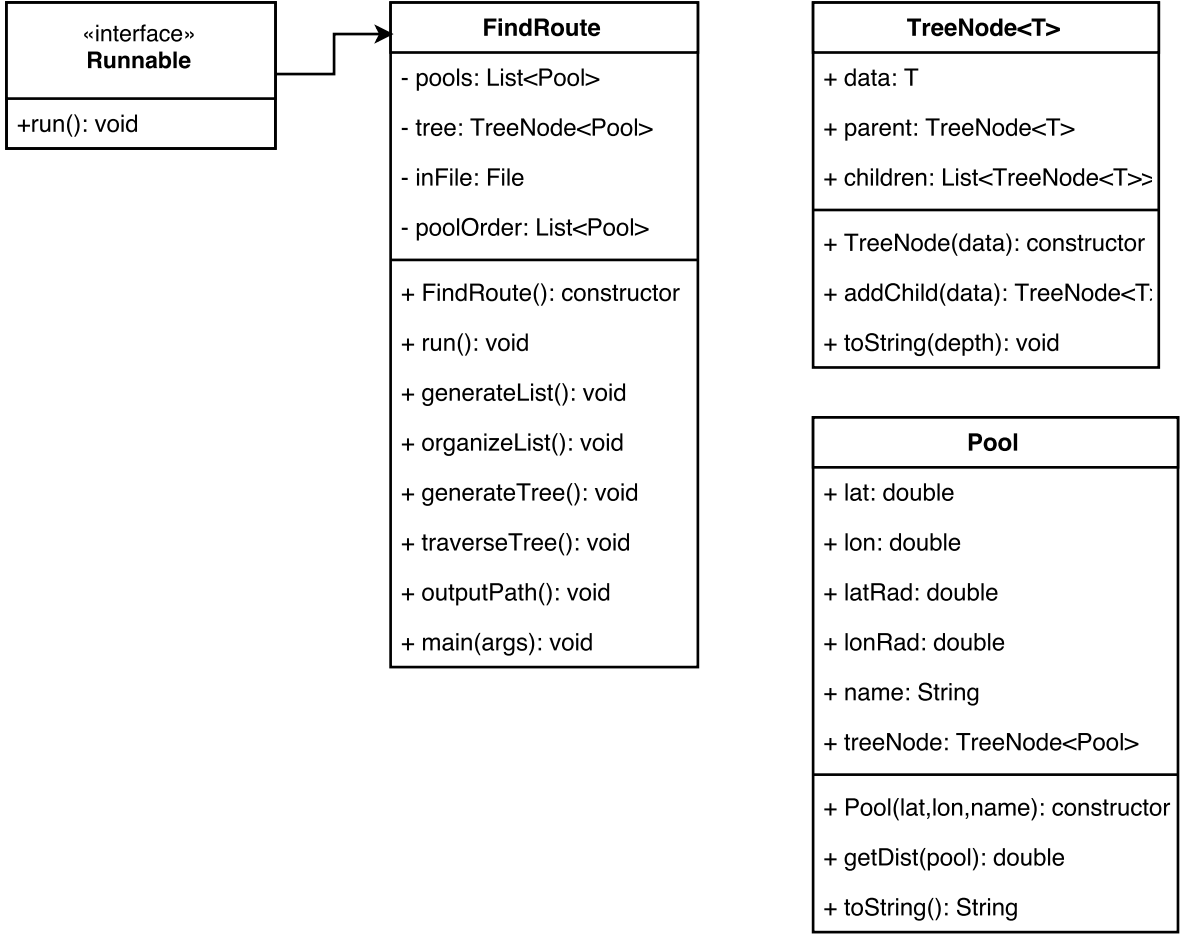 «interface»
Runnable
+run(): void
FindRoute
- pools: List<Pool>
- tree: TreeNode<Pool>
- inFile: File
- poolOrder: List<Pool>
+ FindRoute(): constructor
+ run(): void
+ generateList(): void
+ organizeList(): void
+ generateTree(): void
+ traverseTree(): void
+ outputPath(): void
+ main(args): void
TreeNode<T>
+ data: T
+ parent: TreeNode<T>
+ children: List<TreeNode<T>>
+ TreeNode(data): constructor
+ addChild(data): TreeNode<T
+ toString(depth): void
Pool
+ lat: double
+ lon: double
+ latRad: double
+ lonRad: double
+ name: String
+ treeNode: TreeNode<Pool>
+ Pool(lat,lon,name): constructor
+ getDist(pool): double
+ toString(): String